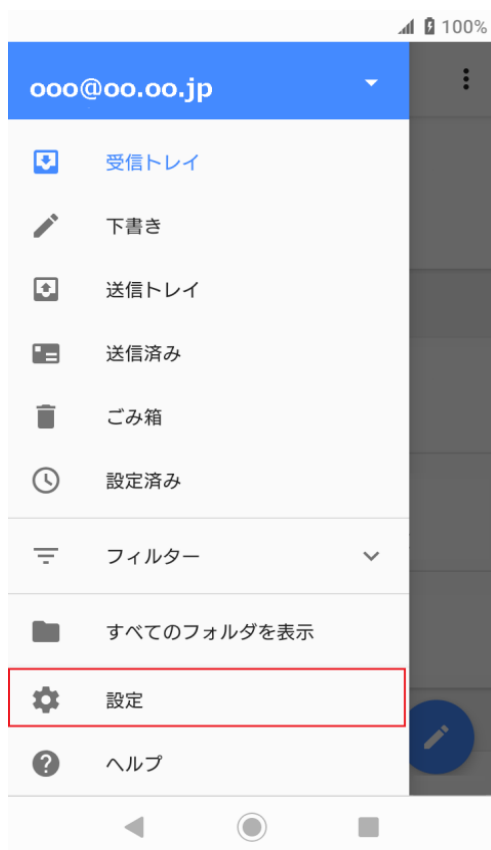 100%
ooo@oo.oo.jp
受信トレイ
下書き
送信トレイ
送信済み
ごみ箱
設定済み
フィルター
すべてのフォルダを表示
設定
ヘルプ